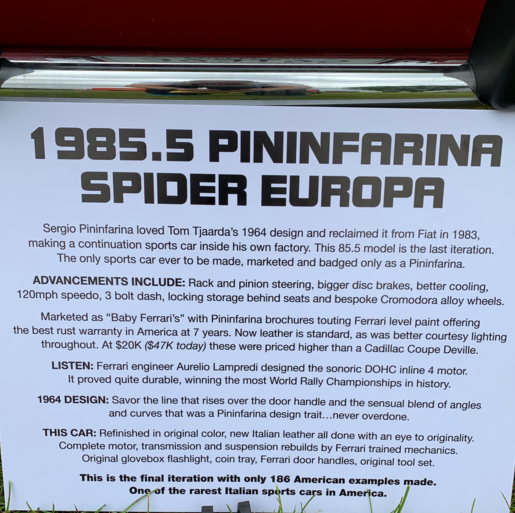 1985.5 PININFARINA
SPIDER EUROPA
Sergio Pininfarina loved Tom Tjaarda's 1964 design and reclaimed it from Fiat in 1983,
making a continuation sports car inside his own factory. This 85.5 model is the last iteration.
The only sports car ever to be made, marketed and badged only as a Pininfarina.
ADVANCEMENTS INCLUDE: Rack and pinion steering, bigger disc brakes, better cooling,
120mph speedo, 3 bolt dash, locking storage behind seats and bespoke Cromodora alloy wheels.
Marketed as "Baby Ferrari's" with Pininfarina brochures touting Ferrari level paint offering
the best rust warranty in America at 7 years. Now leather is standard, as was better courtesy lighting
throughout. At $20K ($47K today) these were priced higher than a Cadillac Coupe Deville.
LISTEN: Ferrari engineer Aurelio Lampredi designed the sonoric DOHC inline 4 motor.
It proved quite durable, winning the most World Rally Championships in history.
1964 DESIGN: Savor the line that rises over the door handle and the sensual blend of angles
and curves that was a Pininfarina design trait...never overdone.
THIS CAR: Refinished in original color, new Italian leather all done with an eye to originality.
Complete motor, transmission and suspension rebuilds by Ferrari trained mechanics.
Original glovebox flashlight, coin tray, Ferrari door handles, original tool set.
This is the final iteration with only 186 American examples made.
One of the rarest Italian sports cars in America.